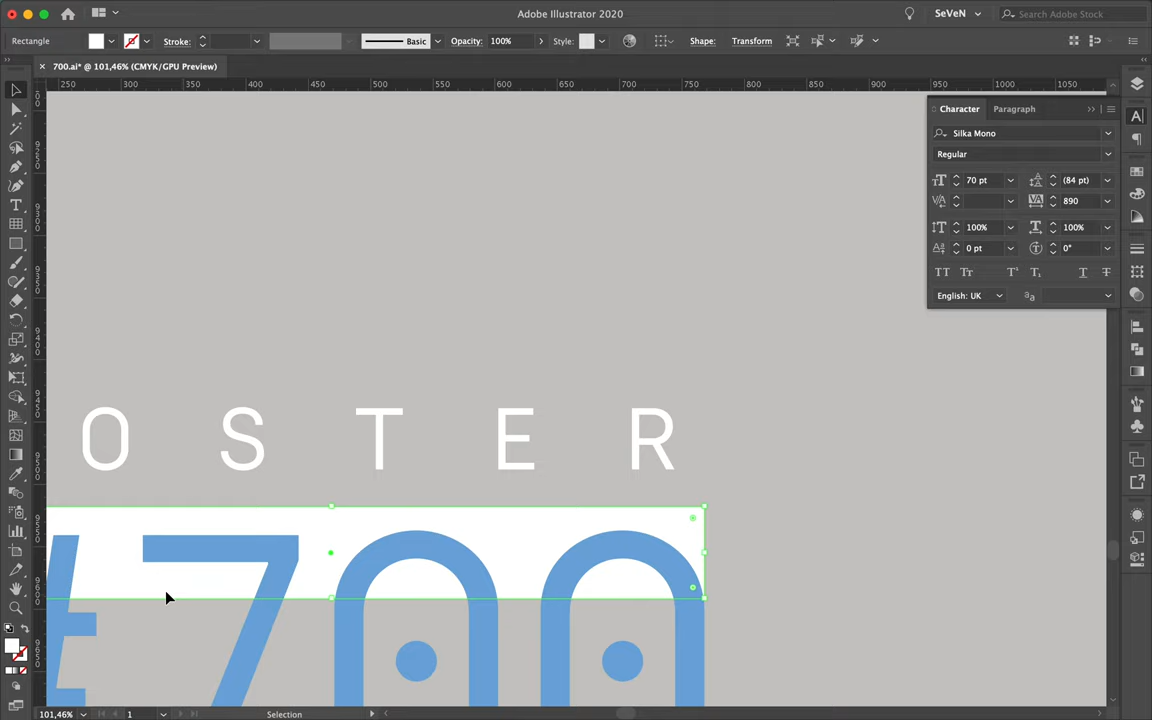 Adobe Illustrator 2020
SeVeN
Search Adobe Stock
Rectangle
Stroke:
Basic
Opacity: 100%
Style:
Shape:
Transform
700.ai* @ 101,46% (CMYK/GPU Preview)
250 300 350 400 450 500 550 600 650 700 750 800 850 900 950 1000 1050
Character
Paragraph
Silka Mono
Regular
70 pt
(84 pt)
890
100%
100%
0 pt
0°
English: UK
OSTER
#700
101,46%
1
Selection